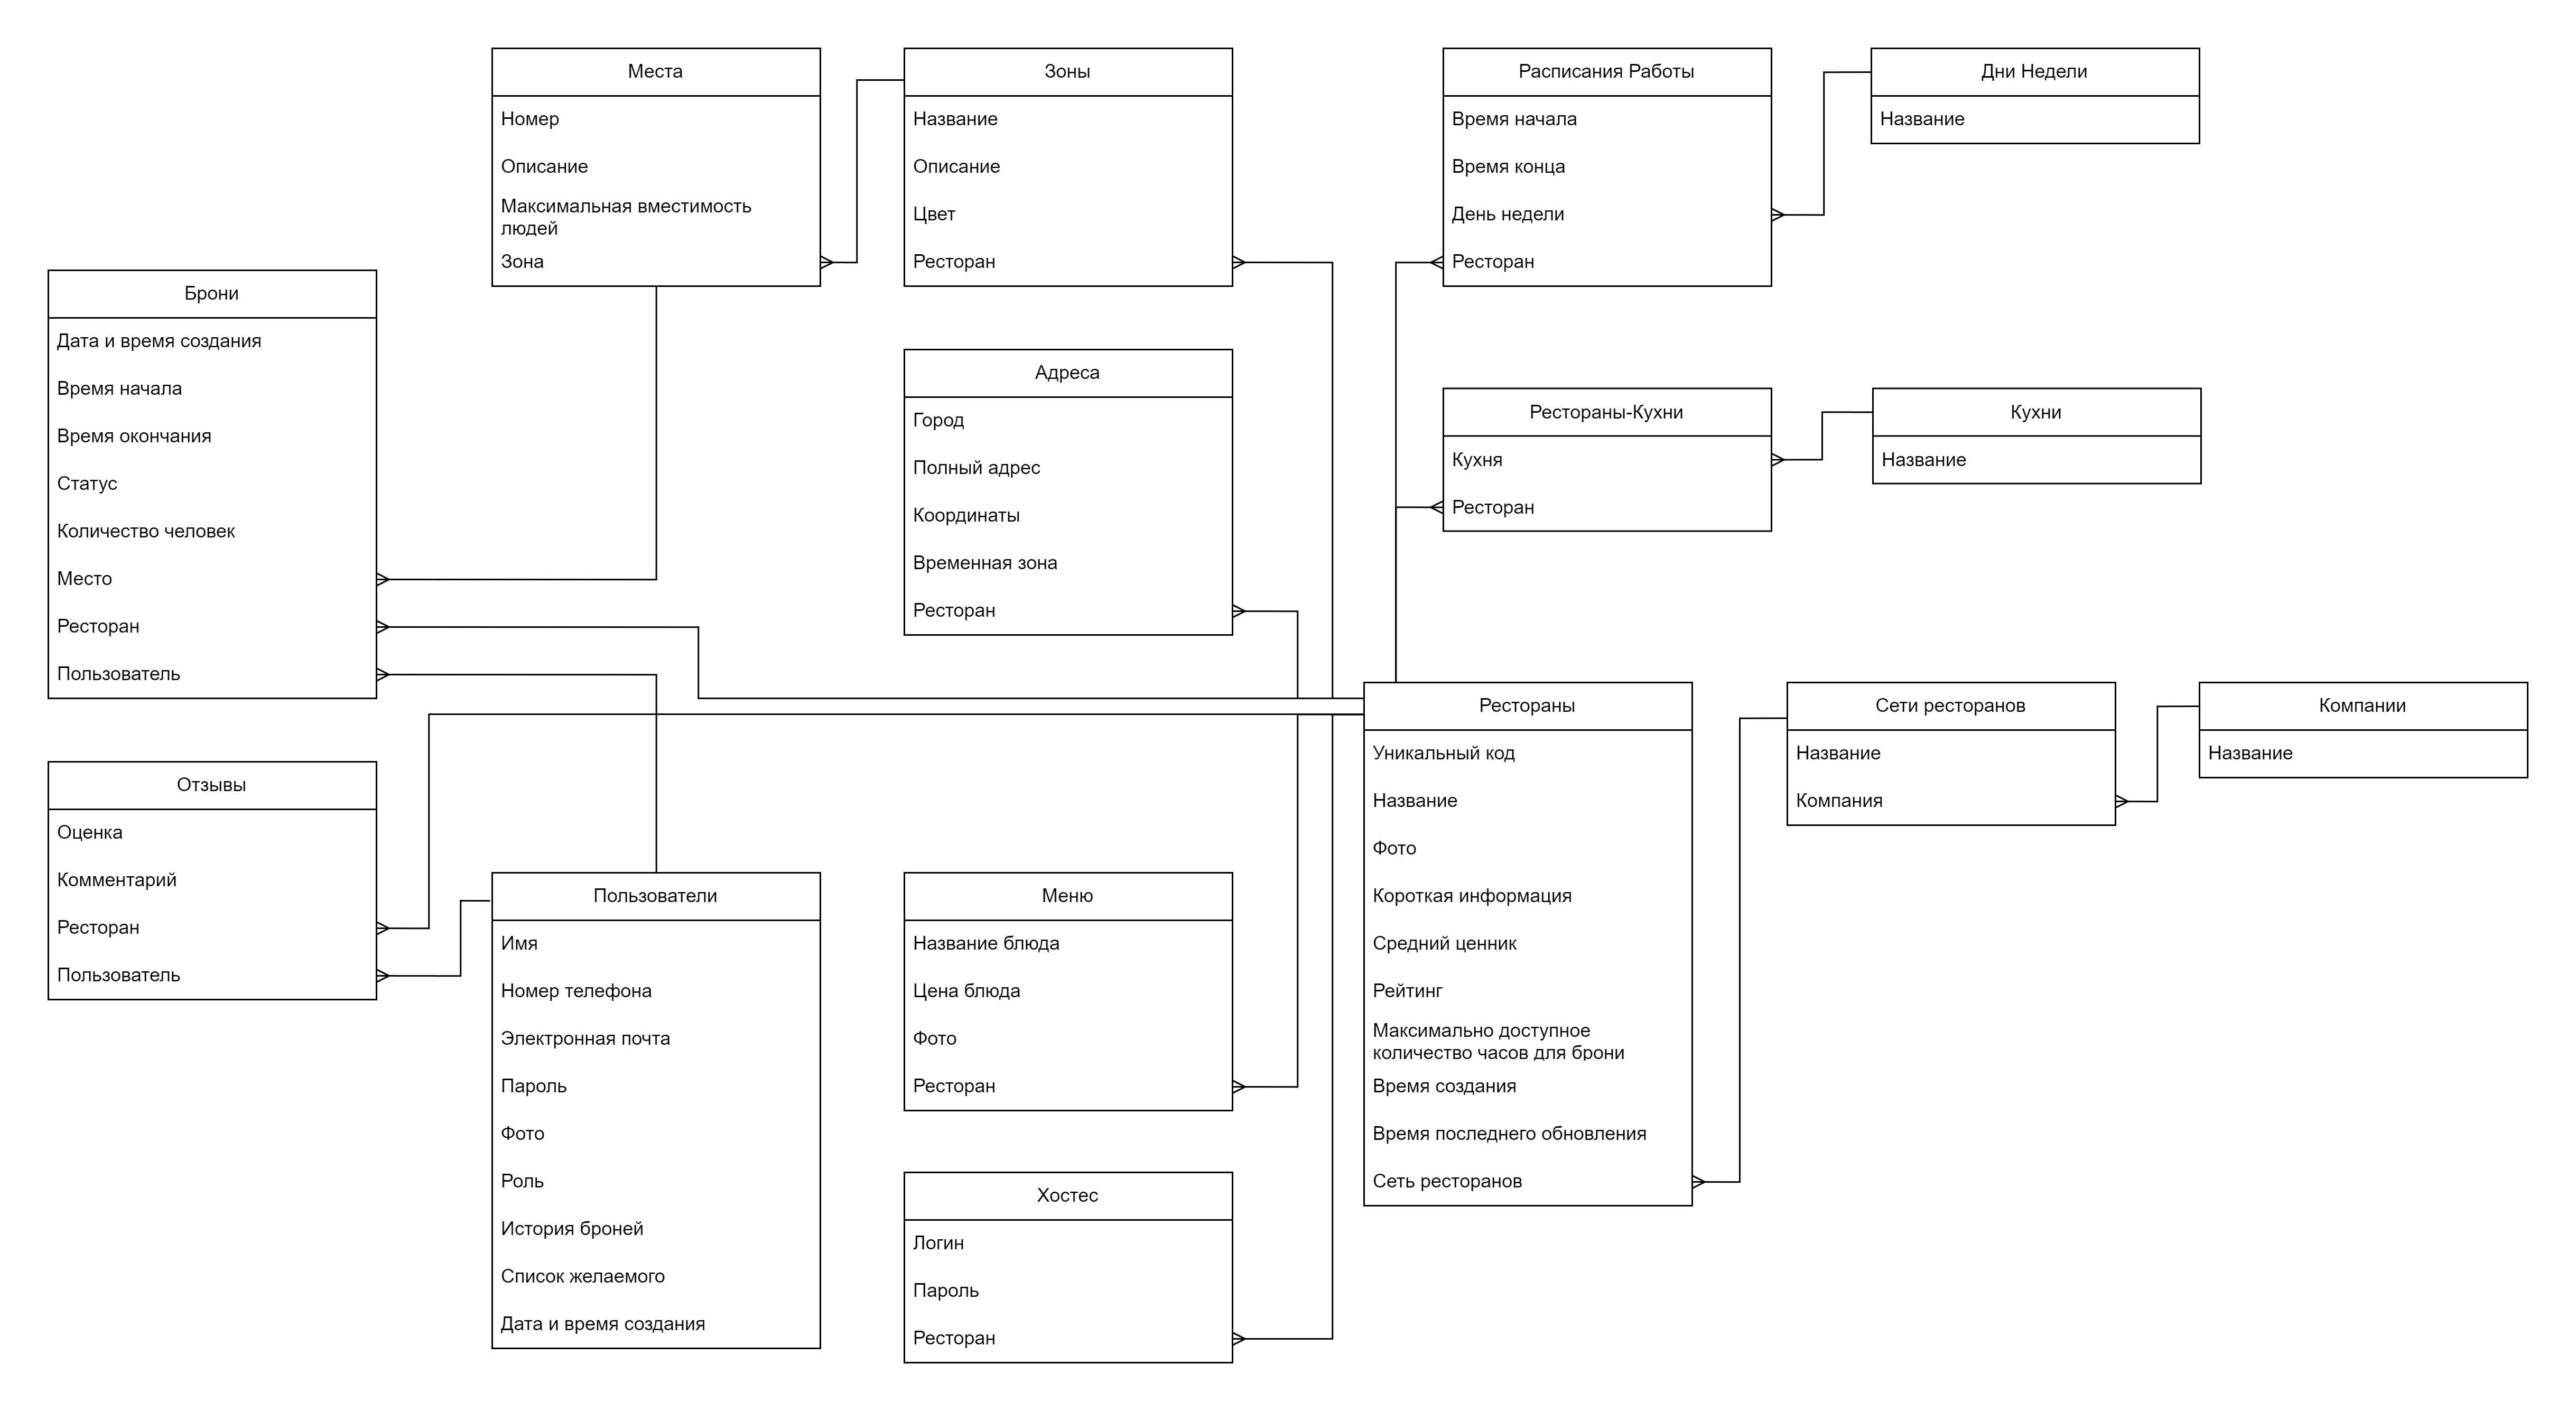 Места
Номер
Описание
Максимальная вместимость
людей
Зона
Зоны
Название
Описание
Цвет
Ресторан
Расписания Работы
Время начала
Время конца
День недели
Ресторан
Дни Недели
Название
Брони
Дата и время создания
Время начала
Время окончания
Статус
Количество человек
Место
Ресторан
Пользователь
Адреса
Город
Полный адрес
Координаты
Временная зона
Ресторан
Рестораны-Кухни
Кухня
Ресторан
Кухни
Название
Рестораны
Уникальный код
Название
Фото
Короткая информация
Средний ценник
Рейтинг
Максимально доступное
количество часов для брони
Время создания
Время последнего обновления
Сеть ресторанов
Сети ресторанов
Название
Компания
Компании
Название
Отзывы
Оценка
Комментарий
Ресторан
Пользователь
Пользователи
Имя
Номер телефона
Электронная почта
Пароль
Фото
Роль
История броней
Список желаемого
Дата и время создания
Меню
Название блюда
Цена блюда
Фото
Ресторан
Хостес
Логин
Пароль
Ресторан